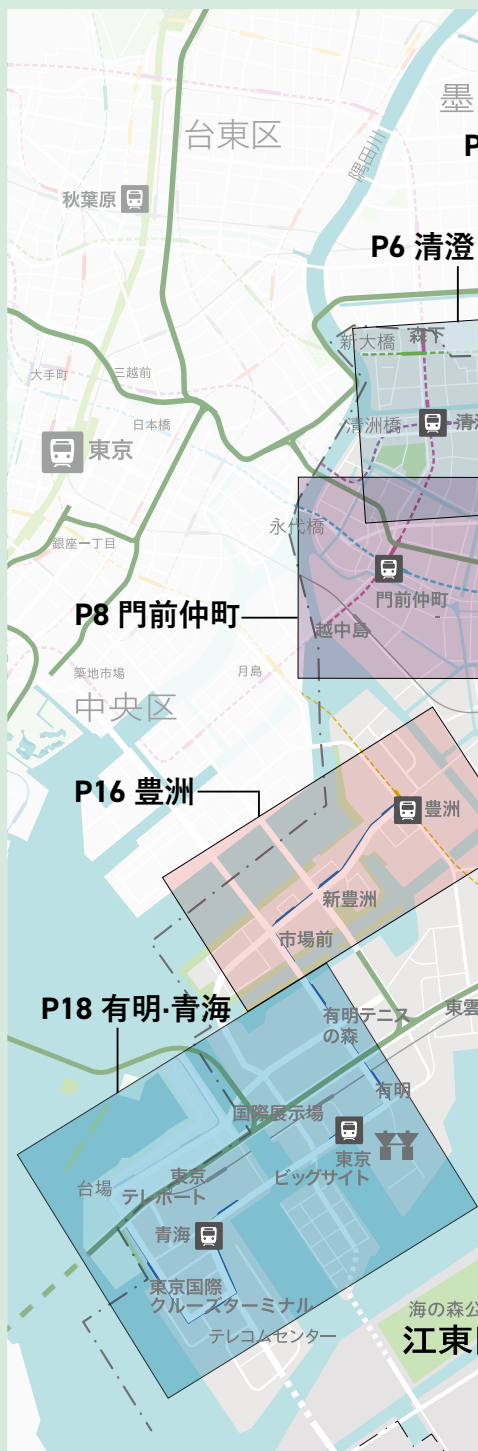 墨
台東区
隅田川
P
秋葉原
P6 清澄
新大橋
森下
大手町
三越前
日本橋
清洲橋
清澄
東京
永代橋
銀座一丁目
門前仲町
P8 門前仲町
越中島
築地市場
月島
中央区
P16 豊洲
豊洲
新豊洲
市場前
P18 有明・青海
有明テニス
の森
東雲
有明
国際展示場
東京
ビッグサイト
台場
東京
テレポート
青海
東京国際
クルーズターミナル
テレコムセンター
海の森公
江東